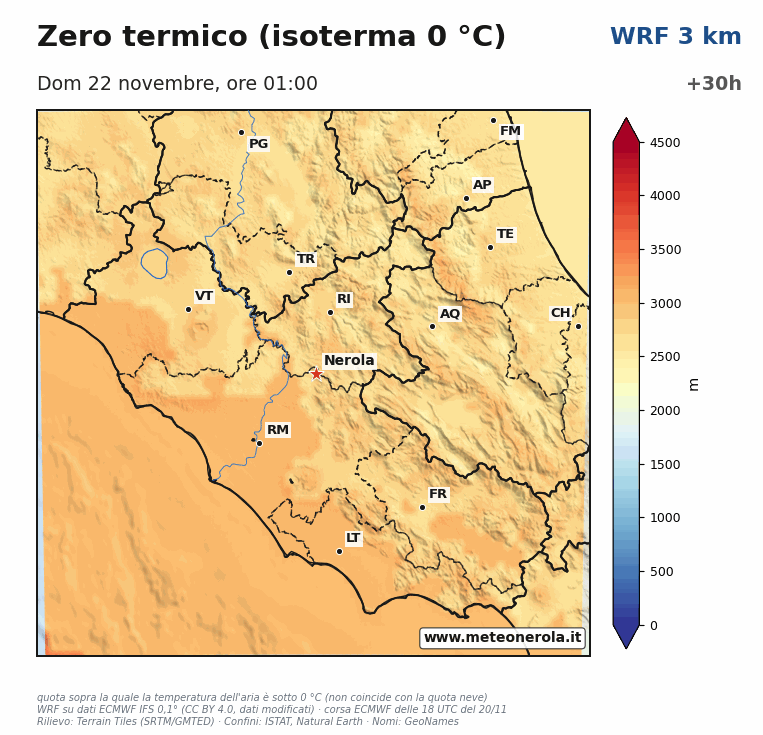 Zero termico (isoterma 0 °C)
WRF 3 km
Dom 22 novembre, ore 01:00
+30h
FM
PG
AP
TE
TR
VT
RI
AQ
CH.
Nerola
RM
FR
LT
www.meteonerola.it
4500
4000
3500
3000
2500
2000
1500
1000
500
0
m
quota sopra la quale la temperatura dell'aria è sotto 0 °C (non coincide con la quota neve)
WRF su dati ECMWF IFS 0,1° (CC BY 4.0, dati modificati) · corsa ECMWF delle 18 UTC del 20/11
Rilievo: Terrain Tiles (SRTM/GMTED) · Confini: ISTAT, Natural Earth · Nomi: GeoNames